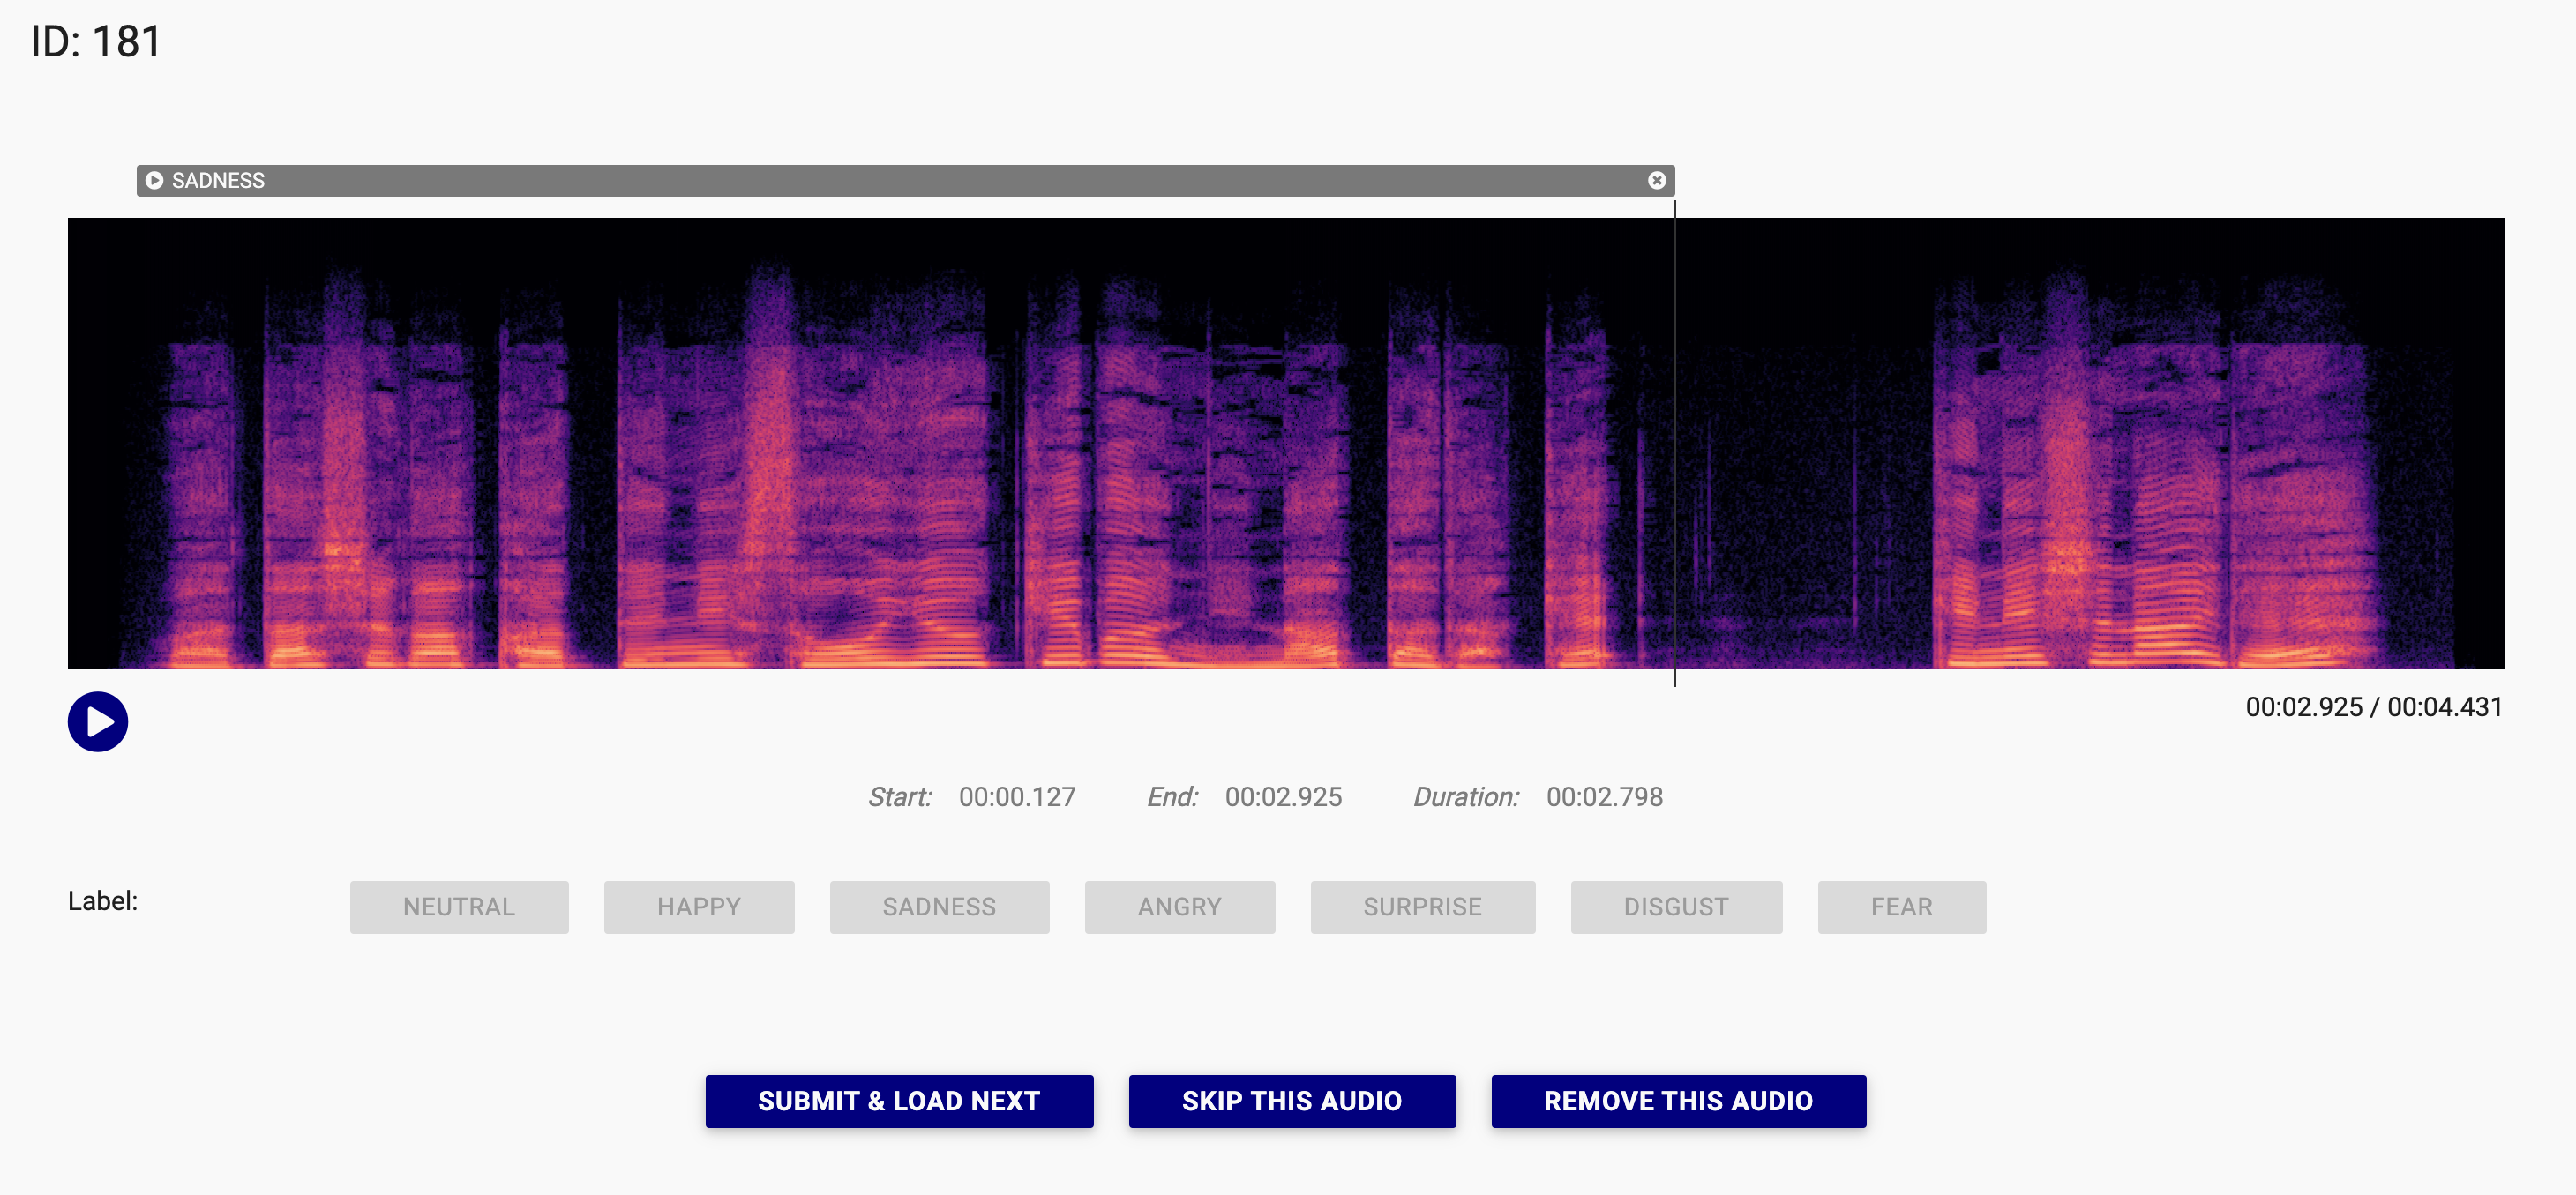 ID: 181
SADNESS
00:02.925 / 00:04.431
Start: 00:00.127 End: 00:02.925 Duration: 00:02.798
Label: NEUTRAL HAPPY SADNESS ANGRY SURPRISE DISGUST FEAR
SUBMIT & LOAD NEXT SKIP THIS AUDIO REMOVE THIS AUDIO